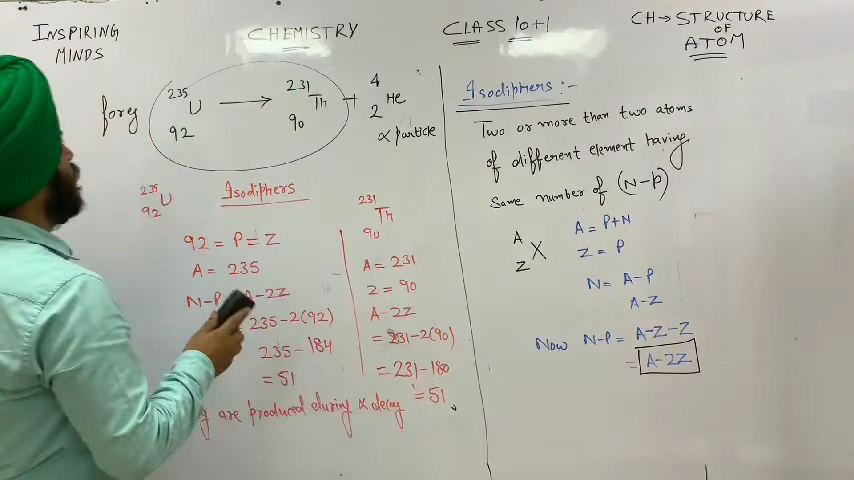 INSPIRING
MINDS
CHEMISTRY
CLASS 10+1
CH→ STRUCTURE
OF
ATOM
for eg
235 U 92 → 231 Th 90 + 4 He 2
α particle
235 U 92
Isodiphers
92 = P = Z
A = 235
N-P A-2Z
235-2(92)
235-184
= 51
are produced during α decay
231 Th 90
A = 231
Z = 90
A-2Z
= 231-2(90)
= 231-180
= 51
Isodiphers :-
Two or more than two atoms
of different element having
same number of (N-P)
A X Z
A = P+N
Z = P
N = A-P
A-Z
Now N-P = A-Z-Z
= A-2Z